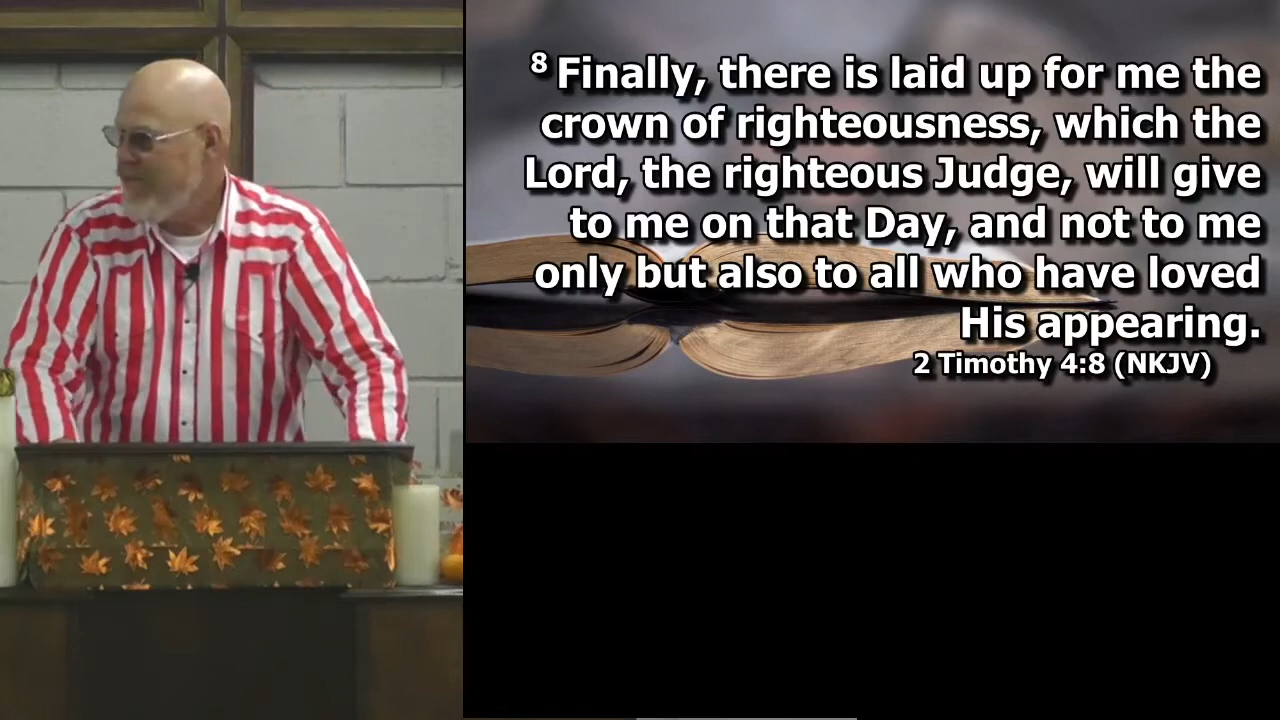 8 Finally, there is laid up for me the
crown of righteousness, which the
Lord, the righteous Judge, will give
to me on that Day, and not to me
only but also to all who have loved
His appearing.
2 Timothy 4:8 (NKJV)